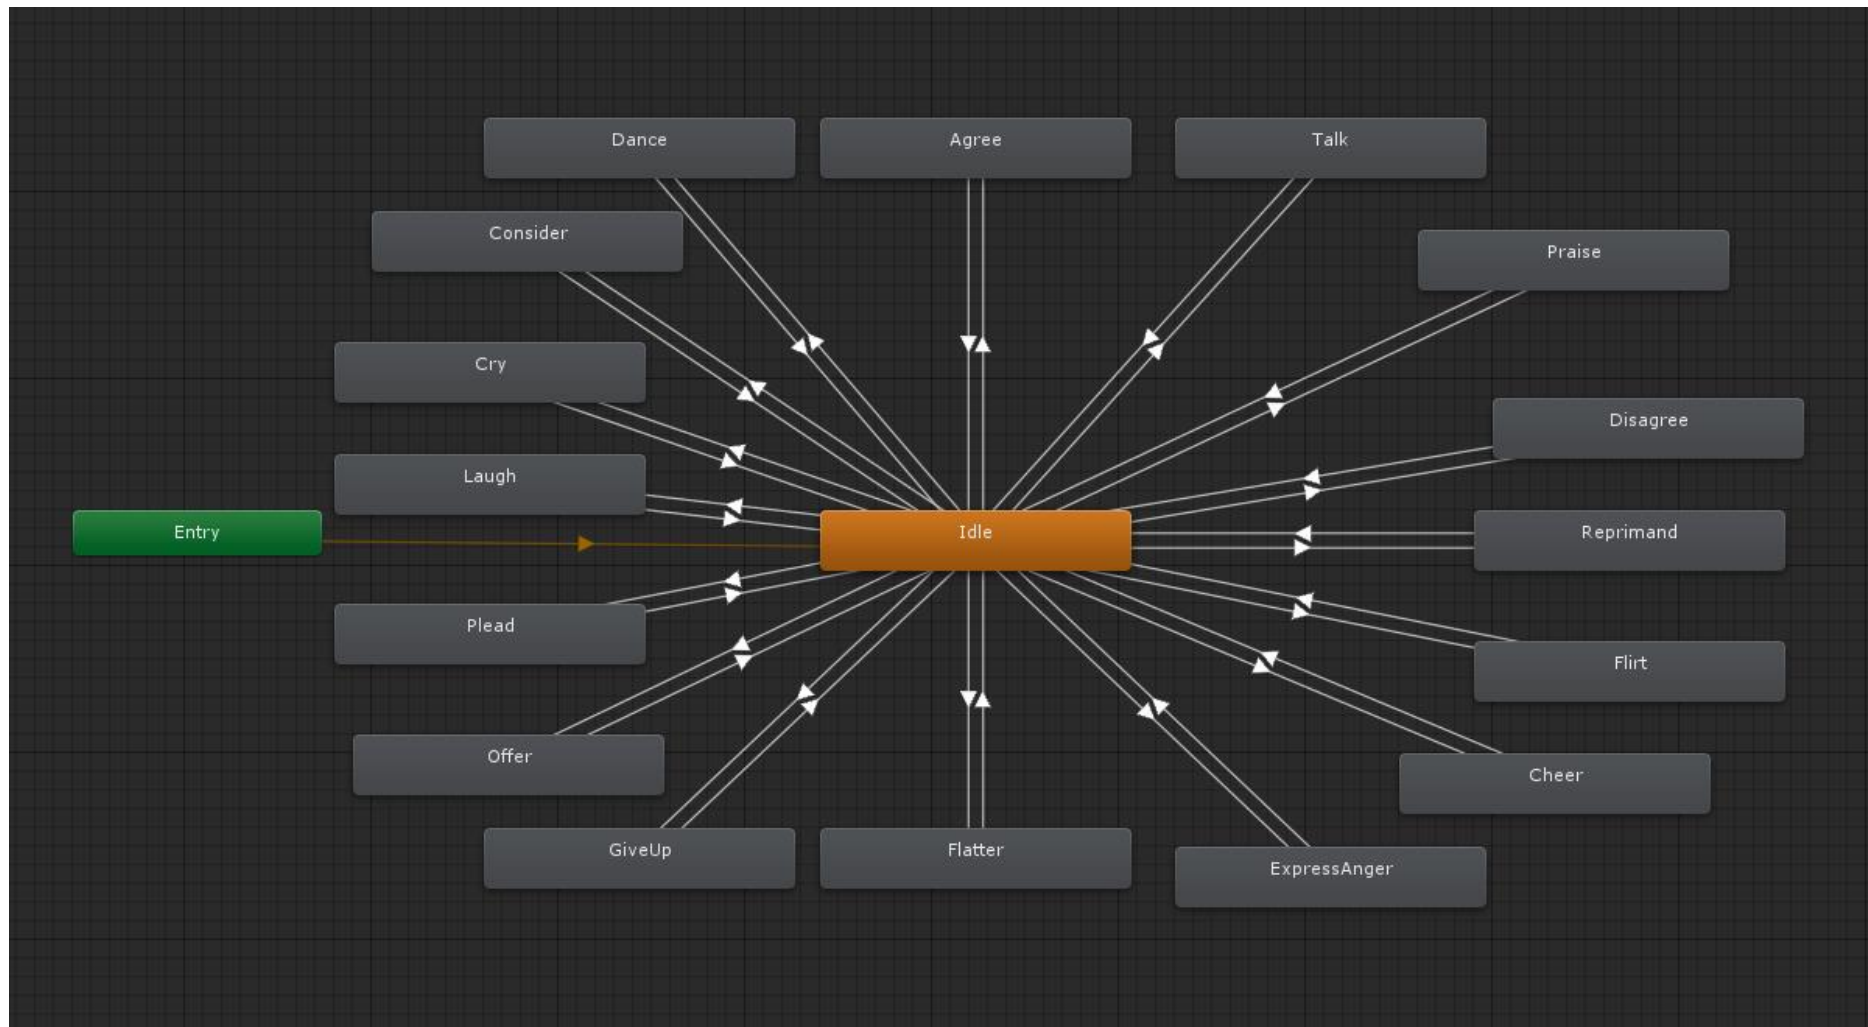 Dance
Agree
Talk
Consider
Praise
Cry
Disagree
Laugh
Entry
Idle
Reprimand
Plead
Flirt
Offer
Cheer
GiveUp
Flatter
ExpressAnger